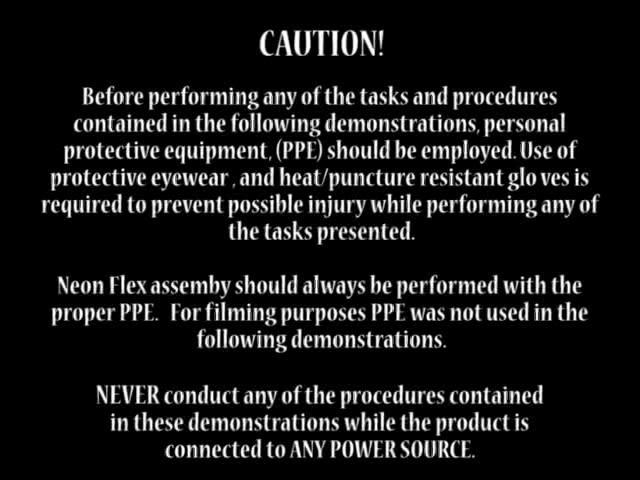 CAUTION!
Before performing any of the tasks and procedures
contained in the following demonstrations, personal
protective equipment, (PPE) should be employed. Use of
protective eyewear , and heat/puncture resistant glo ves is
required to prevent possible injury while performing any of
the tasks presented.
Neon Flex assemby should always be performed with the
proper PPE. For filming purposes PPE was not used in the
following demonstrations.
NEVER conduct any of the procedures contained
in these demonstrations while the product is
connected to ANY POWER SOURCE.